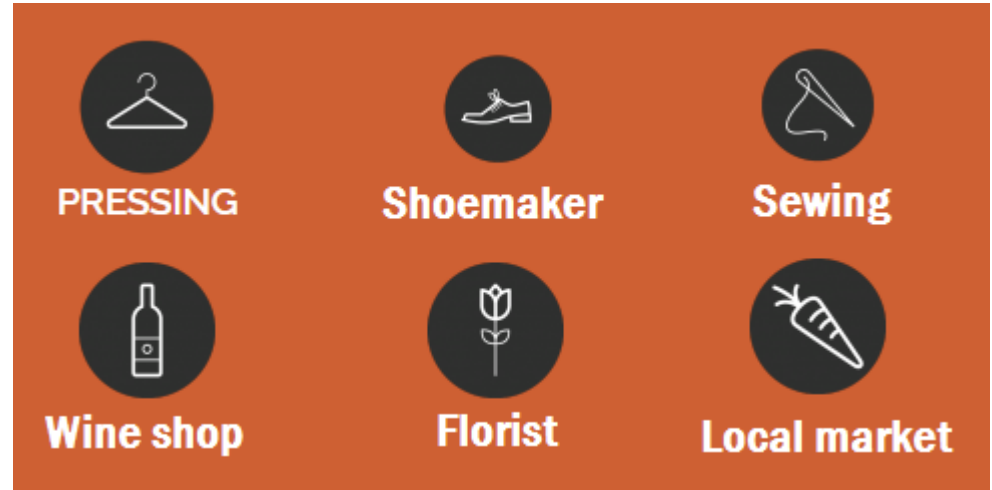 PRESSING
Shoemaker
Sewing
Wine shop
Florist
Local market